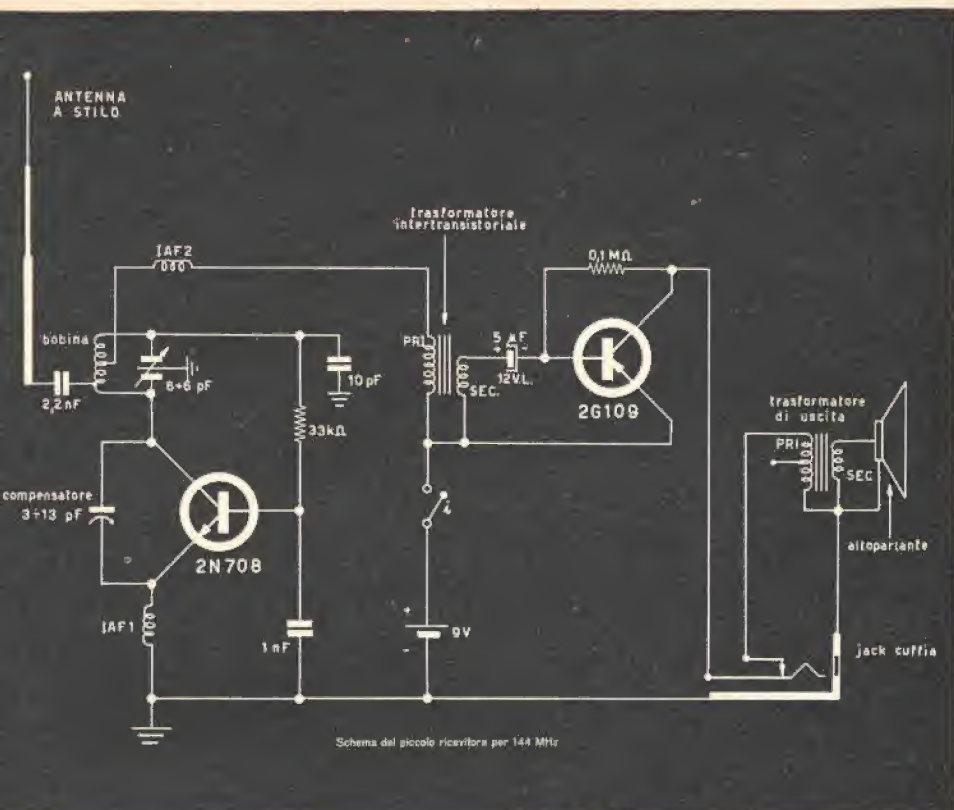 ANTENNA
A STILO
trasformatore
intertransistoriale
IAF2
0,1 MΩ
bobina
6+6 pF
10 pF
2,2 nF
PRI
SEC.
5 µF
+ -
12 V.L.
2G109
trasformatore
di uscita
PRI
SEC
33kΩ
compensatore
3÷13 pF
2N708
altoparlante
IAF1
1 nF
+
9V
-
jack cuffia
Schema del piccolo ricevitore per 144 MHz